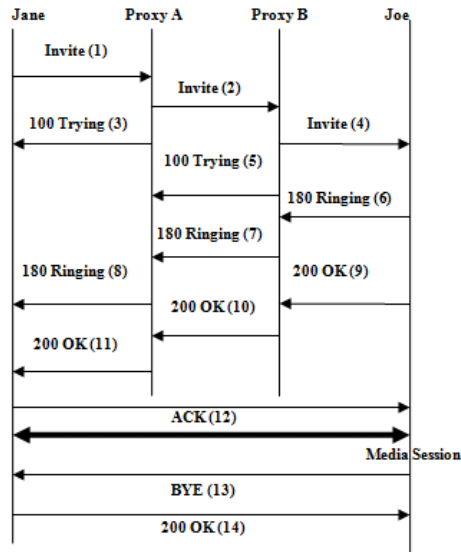 Jane Proxy A Proxy B Joe
Invite (1)
Invite (2)
100 Trying (3)
Invite (4)
100 Trying (5)
180 Ringing (6)
180 Ringing (7)
180 Ringing (8)
200 OK (9)
200 OK (10)
200 OK (11)
ACK (12)
Media Session
BYE (13)
200 OK (14)